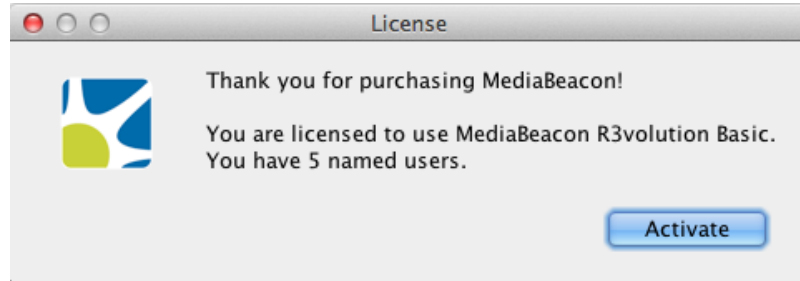 License
Thank you for purchasing MediaBeacon!
You are licensed to use MediaBeacon R3volution Basic.
You have 5 named users.
Activate